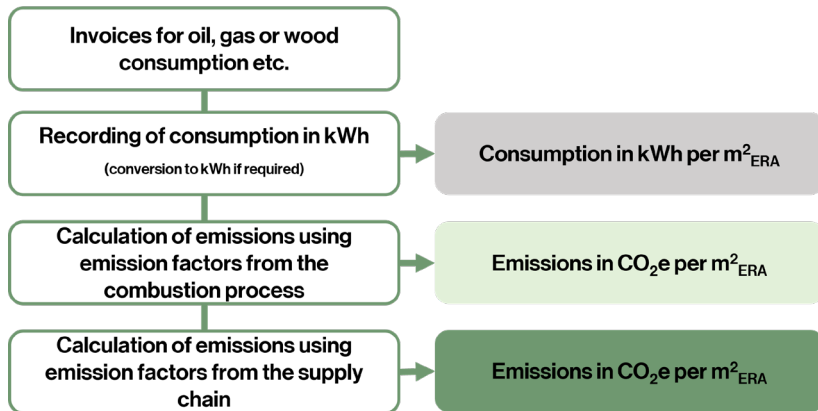 Invoices for oil, gas or wood
consumption etc.
Recording of consumption in kWh
(conversion to kWh if required)
Consumption in kWh per m²ERA
Calculation of emissions using
emission factors from the
combustion process
Emissions in CO₂e per m²ERA
Calculation of emissions using
emission factors from the supply
chain
Emissions in CO₂e per m²ERA